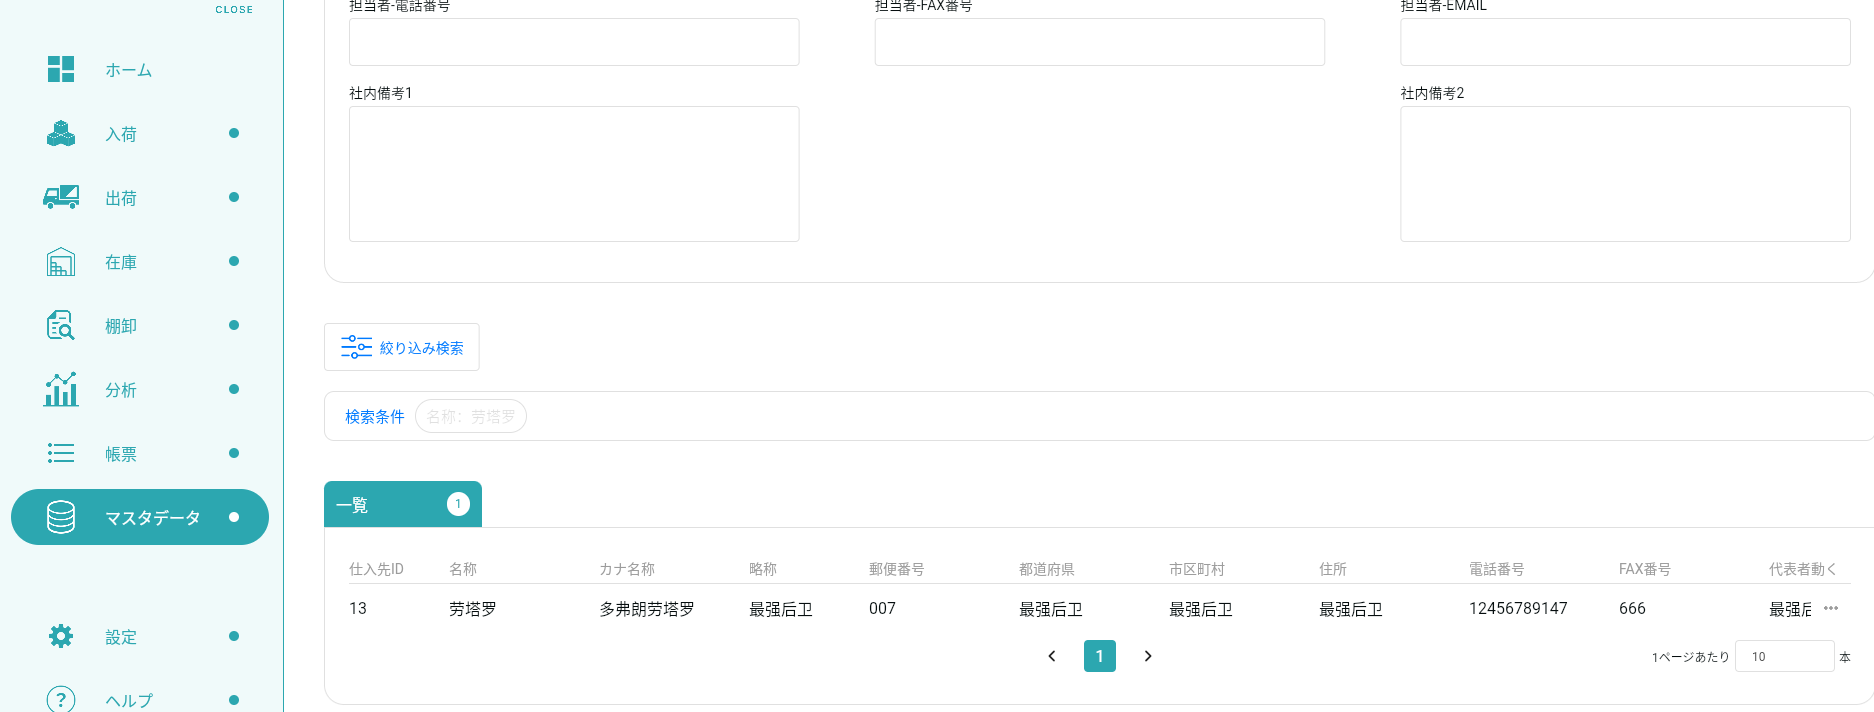 CLOSE
ホーム
入荷
出荷
在庫
棚卸
分析
帳票
マスタデータ
設定
ヘルプ
担当者-電話番号
担当者-FAX番号
担当者-EMAIL
社内備考1
社内備考2
絞り込み検索
検索条件 名称: 劳塔罗
一覧 1
仕入先ID 名称 カナ名称 略称 郵便番号 都道府県 市区町村 住所 電話番号 FAX番号 代表者動く
13 劳塔罗 多弗朗劳塔罗 最强后卫 007 最强后卫 最强后卫 最强后卫 12456789147 666 最强后 •••
1
1ページあたり 10 本